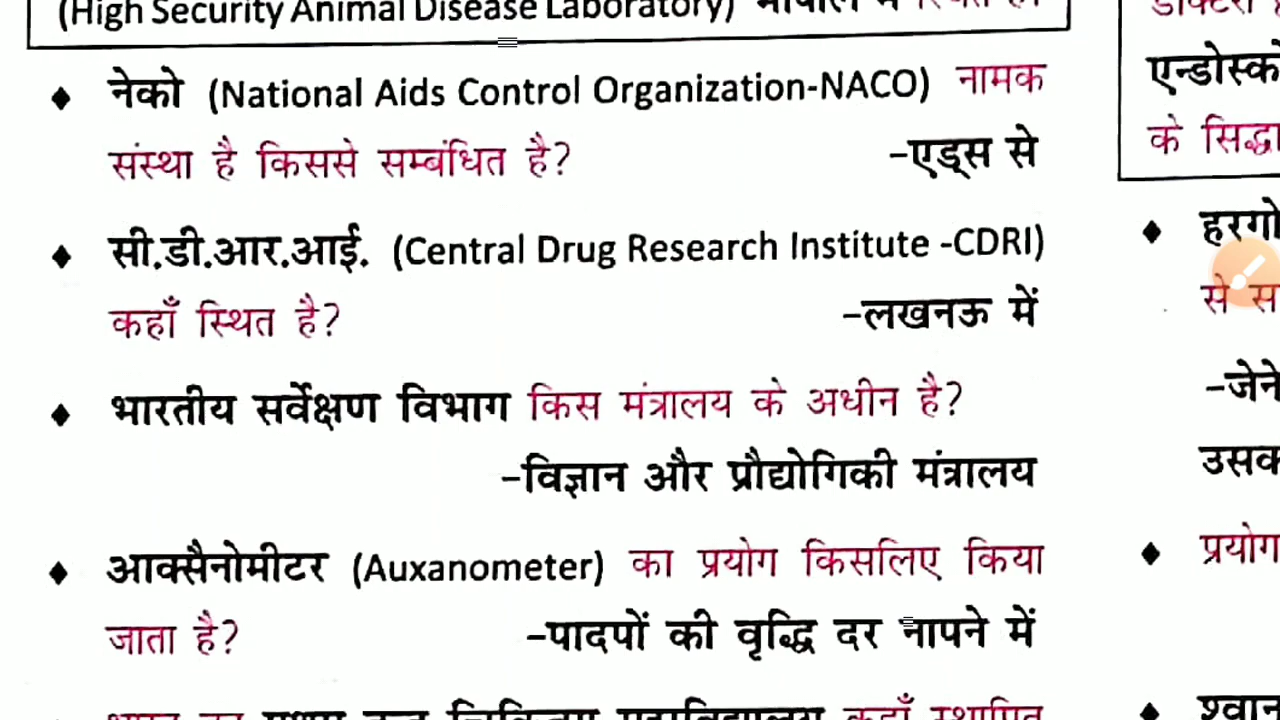 (High Security Animal Disease Laboratory) भोपाल में स्थित है।
♦ नेको (National Aids Control Organization-NACO) नामक
संस्था है किससे सम्बंधित है? -एड्स से
♦ सी.डी.आर.आई. (Central Drug Research Institute -CDRI)
कहाँ स्थित है? -लखनऊ में
♦ भारतीय सर्वेक्षण विभाग किस मंत्रालय के अधीन है?
-विज्ञान और प्रौद्योगिकी मंत्रालय
♦ आक्सैनोमीटर (Auxanometer) का प्रयोग किसलिए किया
जाता है? -पादपों की वृद्धि दर नापने में
कहाँ स्थापित
एन्डोस्को
के सिद्धा
♦ हरगो
से स
-जेने
उसक
♦ प्रयोग
♦ श्वान